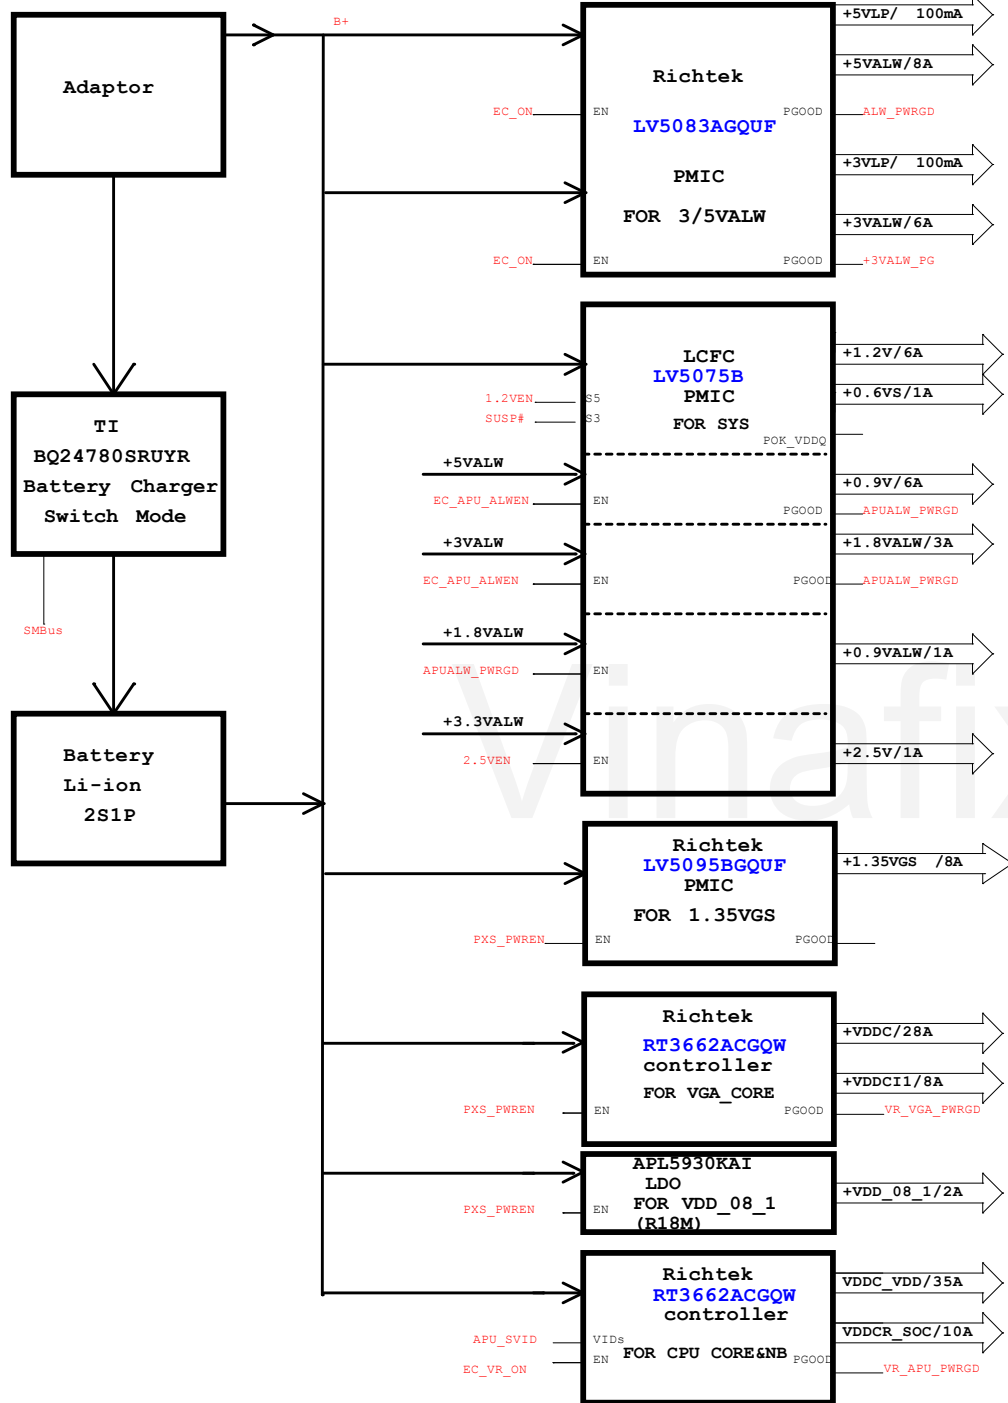 Adaptor
B+
TI
BQ24780SRUYR
Battery Charger
Switch Mode
SMBus
Battery
Li-ion
2S1P
Richtek
LV5083AGQUF
PMIC
FOR 3/5VALW
EC_ON
EN
PGOOD
ALW_PWRGD
EC_ON
EN
PGOOD
+3VALW_PG
+5VLP/ 100mA
+5VALW/8A
+3VLP/ 100mA
+3VALW/6A
LCFC
LV5075B
PMIC
FOR SYS
1.2VEN
S5
SUSP#
S3
POK_VDDQ
+1.2V/6A
+0.6VS/1A
+5VALW
EC_APU_ALWEN
EN
PGOOD
APUALW_PWRGD
+0.9V/6A
+3VALW
EC_APU_ALWEN
EN
PGOOD
APUALW_PWRGD
+1.8VALW/3A
+1.8VALW
APUALW_PWRGD
EN
+0.9VALW/1A
+3.3VALW
2.5VEN
EN
+2.5V/1A
Vinafix
Richtek
LV5095BGQUF
PMIC
FOR 1.35VGS
PXS_PWREN
EN
PGOOD
+1.35VGS /8A
Richtek
RT3662ACGQW
controller
FOR VGA_CORE
PXS_PWREN
EN
PGOOD
VR_VGA_PWRGD
+VDDC/28A
+VDDCI1/8A
APL5930KAI
LDO
FOR VDD_08_1
(R18M)
PXS_PWREN
EN
+VDD_08_1/2A
Richtek
RT3662ACGQW
controller
FOR CPU CORE&NB
APU_SVID
VIDs
EC_VR_ON
EN
PGOOD
VR_APU_PWRGD
VDDC_VDD/35A
VDDCR_SOC/10A